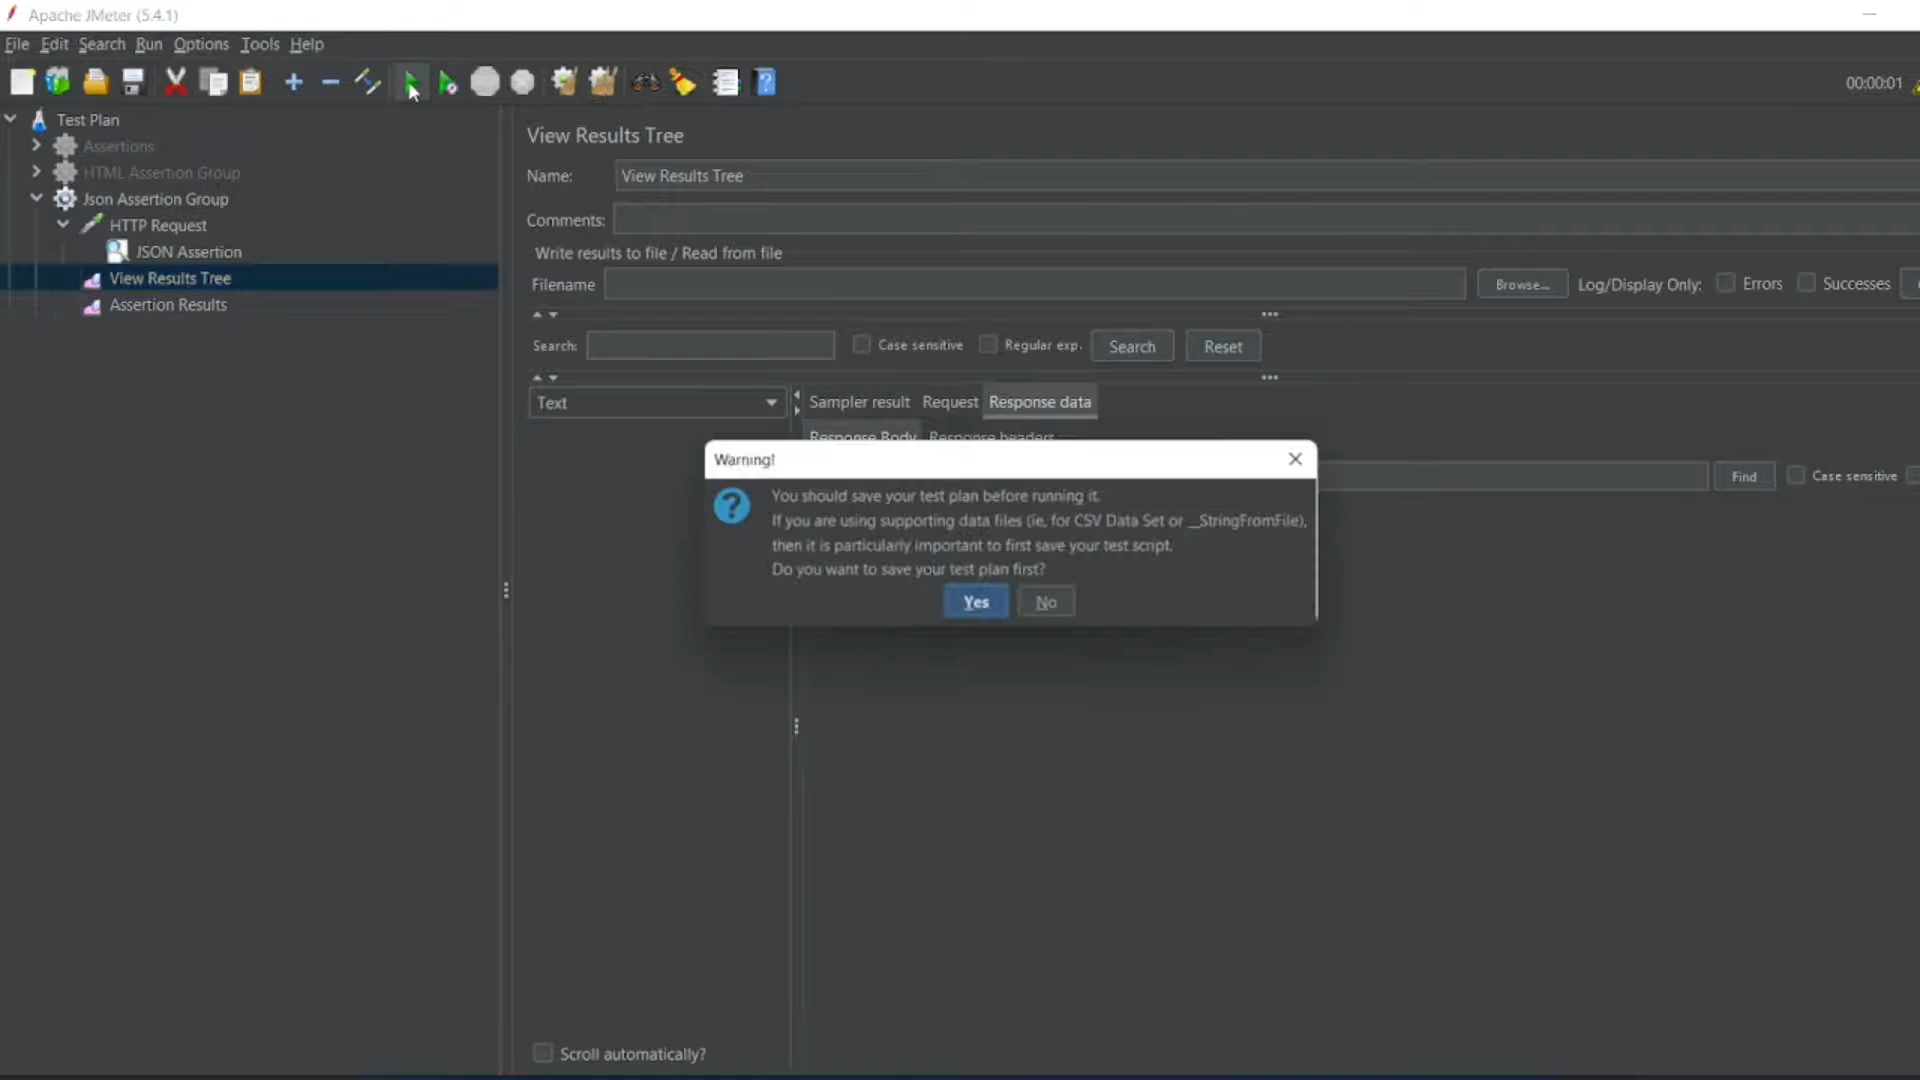 Apache JMeter (5.4.1)
File Edit Search Run Options Tools Help
00:00:01
Test Plan
Assertions
HTML Assertion Group
Json Assertion Group
HTTP Request
JSON Assertion
View Results Tree
Assertion Results
View Results Tree
Name: View Results Tree
Comments:
Write results to file / Read from file
Filename Browse... Log/Display Only: Errors Successes
Search: Case sensitive Regular exp. Search Reset
Text
Sampler result Request Response data
Response Body Response headers
Find Case sensitive
Warning!
You should save your test plan before running it.
If you are using supporting data files (ie, for CSV Data Set or __StringFromFile),
then it is particularly important to first save your test script.
Do you want to save your test plan first?
Yes No
Scroll automatically?